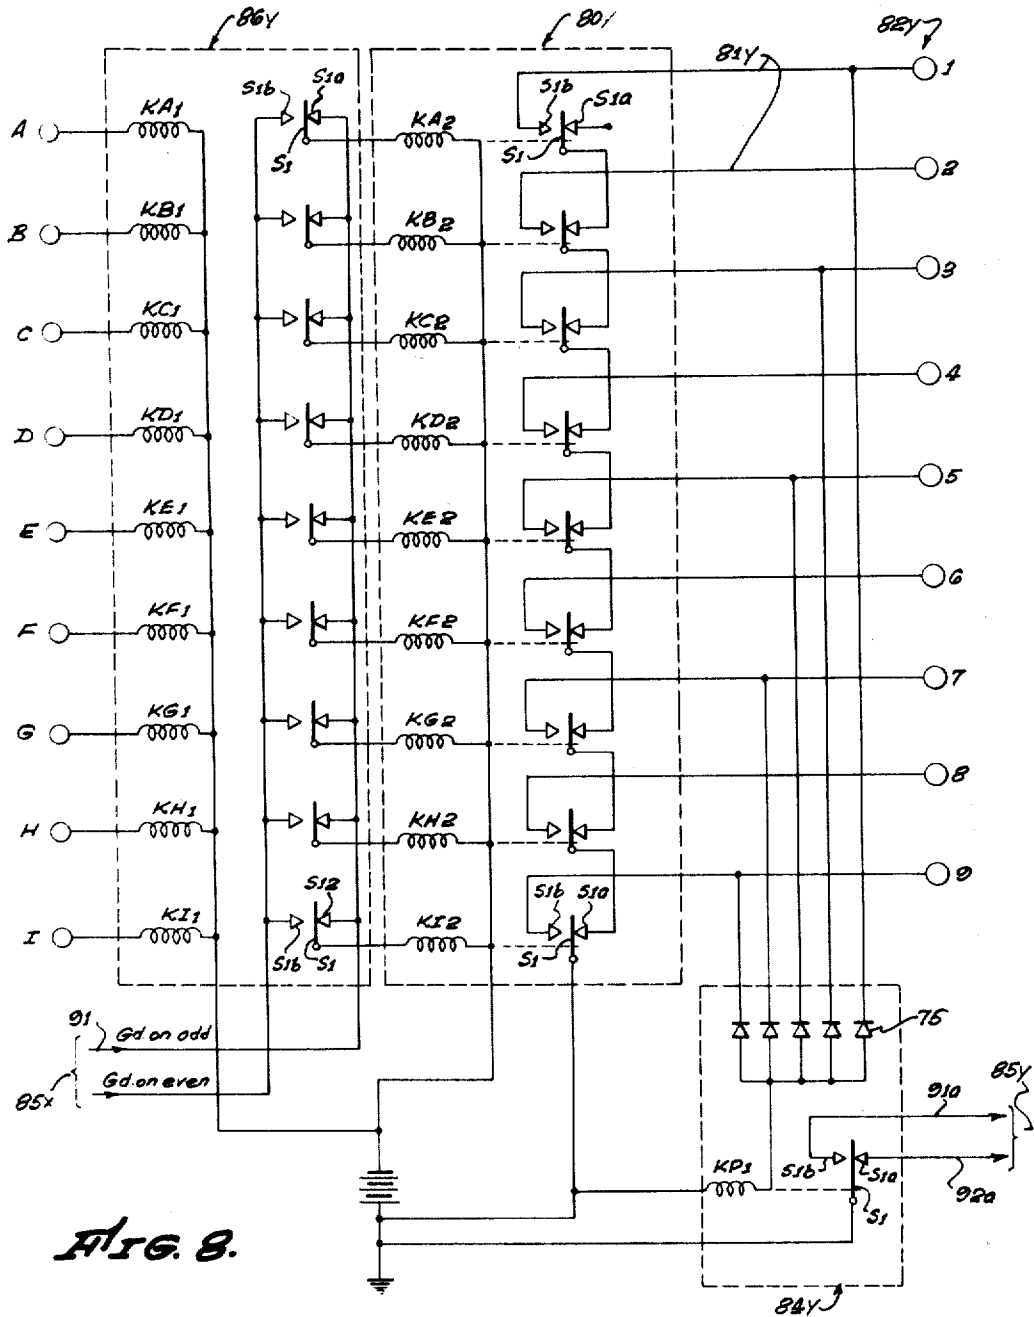 86y 80y 82y
81y 1
S1b S1a S1b S1a
A KA1 KA2
S1 S1
2
B KB1 KB2
3
C KC1 KC2
4
D KD1 KD2
5
E KE1 KE2
6
F KF1 KF2
7
G KG1 KG2
8
H KH1 KH2
9
S12 S1b S1a
I KI1 KI2
S1b S1 S1
91 Gd. on odd 75
85x Gd. on even 85y
91a
KP1 S1b S1a
92a
S1
FIG. 8.
84y